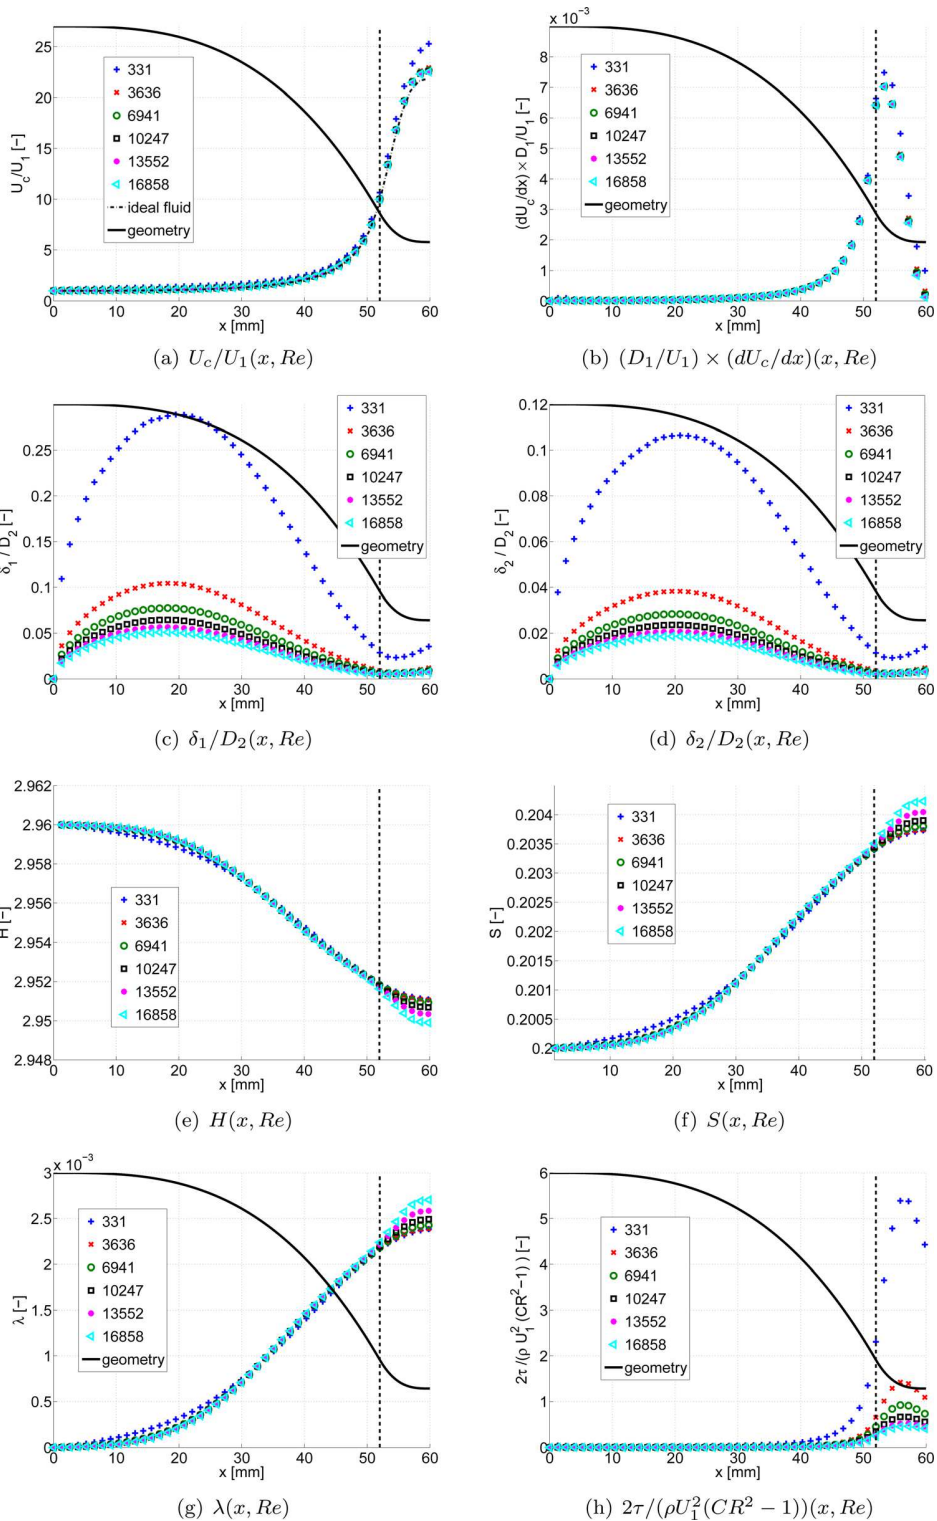 25
20
15
10
5
0
U_c/U_1 [−]
331
3636
6941
10247
13552
16858
ideal fluid
geometry
0 10 20 30 40 50 60
x [mm]
(a) U_c/U_1(x, Re)
x 10^−3
9
8
7
6
5
4
3
2
1
0
(dU_c/dx) × D_1/U_1 [−]
331
3636
6941
10247
13552
16858
geometry
0 10 20 30 40 50 60
x [mm]
(b) (D_1/U_1) × (dU_c/dx)(x, Re)
0.25
0.2
0.15
0.1
0.05
0
δ_1 / D_2 [−]
331
3636
6941
10247
13552
16858
geometry
0 10 20 30 40 50 60
x [mm]
(c) δ_1/D_2(x, Re)
0.12
0.1
0.08
0.06
0.04
0.02
0
δ_2 / D_2 [−]
331
3636
6941
10247
13552
16858
geometry
0 10 20 30 40 50 60
x [mm]
(d) δ_2/D_2(x, Re)
2.962
2.96
2.958
2.956
2.954
2.952
2.95
2.948
H [−]
331
3636
6941
10247
13552
16858
0 10 20 30 40 50 60
x [mm]
(e) H(x, Re)
0.204
0.2035
0.203
0.2025
0.202
0.2015
0.201
0.2005
0.2
S [−]
331
3636
6941
10247
13552
16858
10 20 30 40 50 60
x [mm]
(f) S(x, Re)
x 10^−3
3
2.5
2
1.5
1
0.5
0
λ [−]
331
3636
6941
10247
13552
16858
geometry
0 10 20 30 40 50 60
x [mm]
(g) λ(x, Re)
6
5
4
3
2
1
0
2τ /(ρ U_1^2 (CR^2−1) ) [−]
331
3636
6941
10247
13552
16858
geometry
0 10 20 30 40 50 60
x [mm]
(h) 2τ/(ρU_1^2(CR^2 − 1))(x, Re)